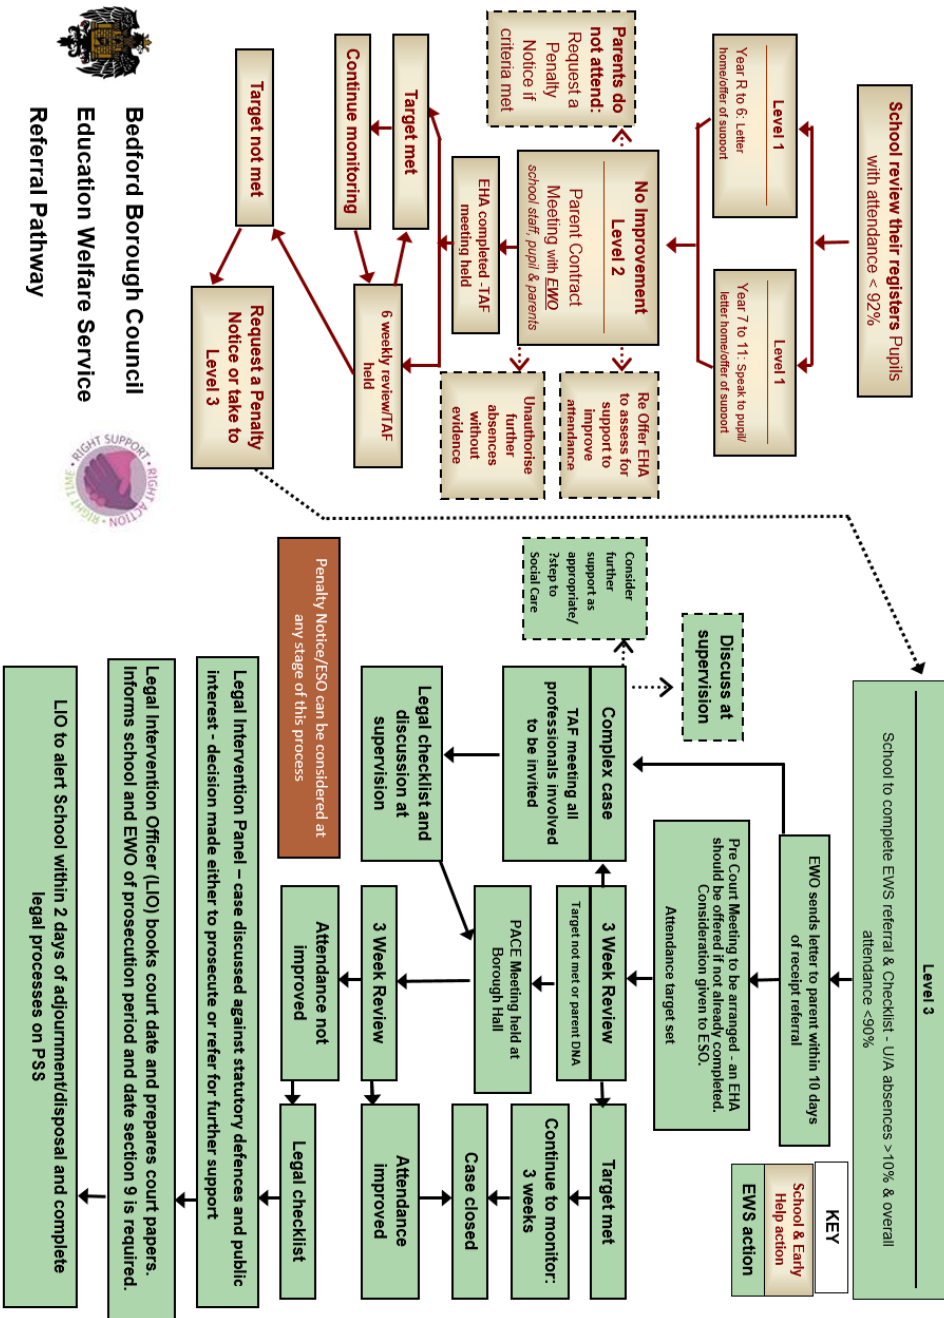 School review their registers Pupils
with attendance < 92%
Level 1
Year R to 6: Letter
home/offer of support
Level 1
Year 7 to 11: Speak to pupil/
letter home/offer of support
Parents do
not attend:
Request a
Penalty
Notice if
criteria met
No Improvement
Level 2
Parent Contract
Meeting with EWO
school staff, pupil & parents
Re Offer EHA
to assess for
support to
improve
attendance
Unauthorise
further
absences
without
evidence
EHA completed -TAF
meeting held
Target met
Continue monitoring
6 weekly review/TAF
held
Target not met
Request a Penalty
Notice or take to
Level 3
Bedford Borough Council
Education Welfare Service
Referral Pathway
RIGHT SUPPORT • RIGHT ACTION • RIGHT TIME •
Level 3
School to complete EWS referral & Checklist - U/A absences >10% & overall
attendance <90%
EWO sends letter to parent within 10 days
of receipt referral
KEY
School & Early
Help action
EWS action
Pre Court Meeting to be arranged - an EHA
should be offered if not already completed.
Consideration given to ESO.
Attendance target set
Discuss at
supervision
Consider
further
support as
appropriate/
?step to
Social Care
Complex case
TAF meeting all
professionals involved
to be invited
3 Week Review
Target not met or parent DNA
Target met
Continue to monitor:
3 weeks
PACE Meeting held at
Borough Hall
Case closed
Legal checklist and
discussion at
supervision
3 Week Review
Attendance
improved
Penalty Notice/ESO can be considered at
any stage of this process
Attendance not
improved
Legal checklist
Legal Intervention Panel – case discussed against statutory defences and public
interest - decision made either to prosecute or refer for further support
Legal Intervention Officer (LIO) books court date and prepares court papers.
Informs school and EWO of prosecution period and date section 9 is required.
LIO to alert School within 2 days of adjournment/disposal and complete
legal processes on PSS